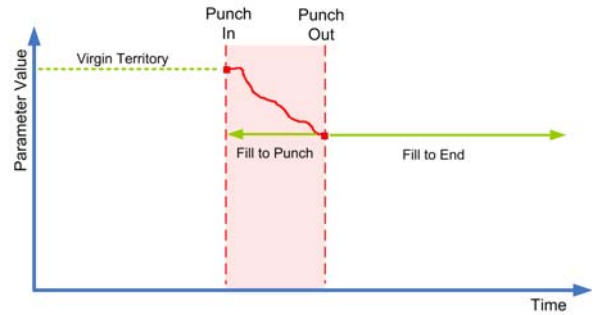 Punch
In
Punch
Out
Virgin Territory
Parameter Value
Fill to Punch
Fill to End
Time